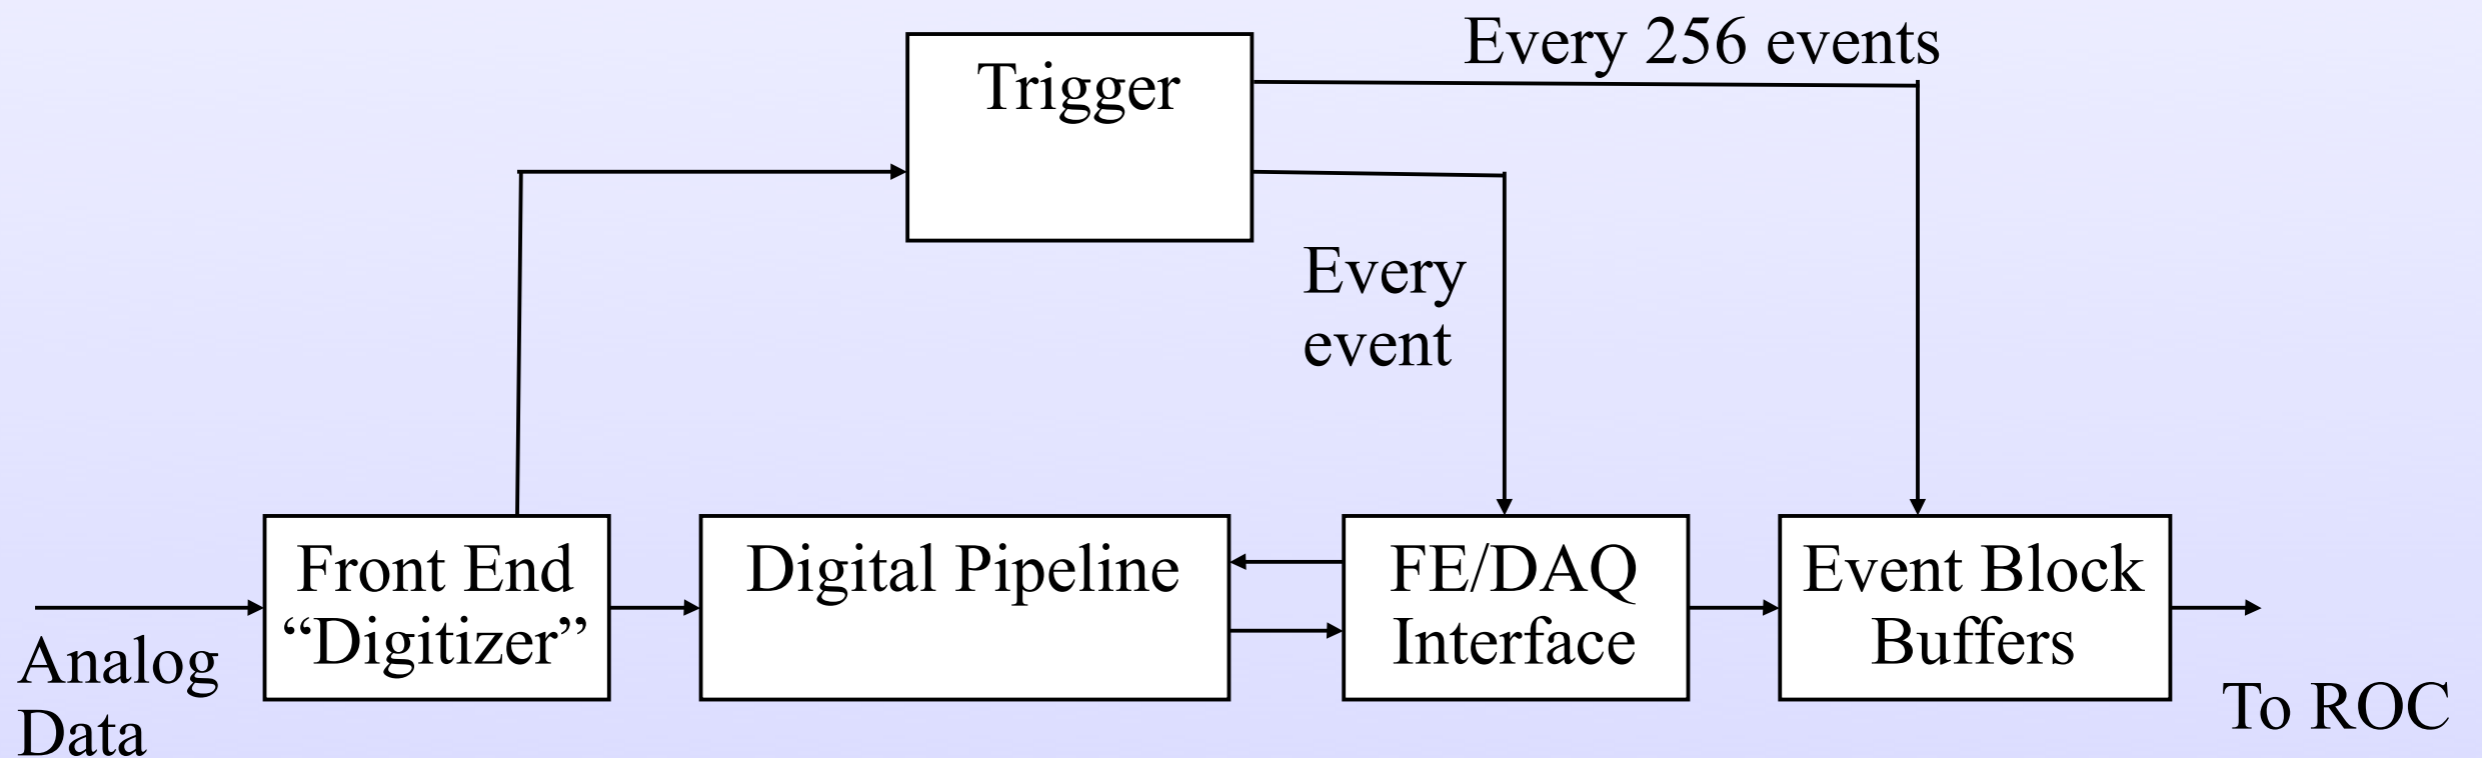 Every 256 events
Trigger
Every
event
Front End
“Digitizer”
Digital Pipeline
FE/DAQ
Interface
Event Block
Buffers
Analog
Data
To ROC